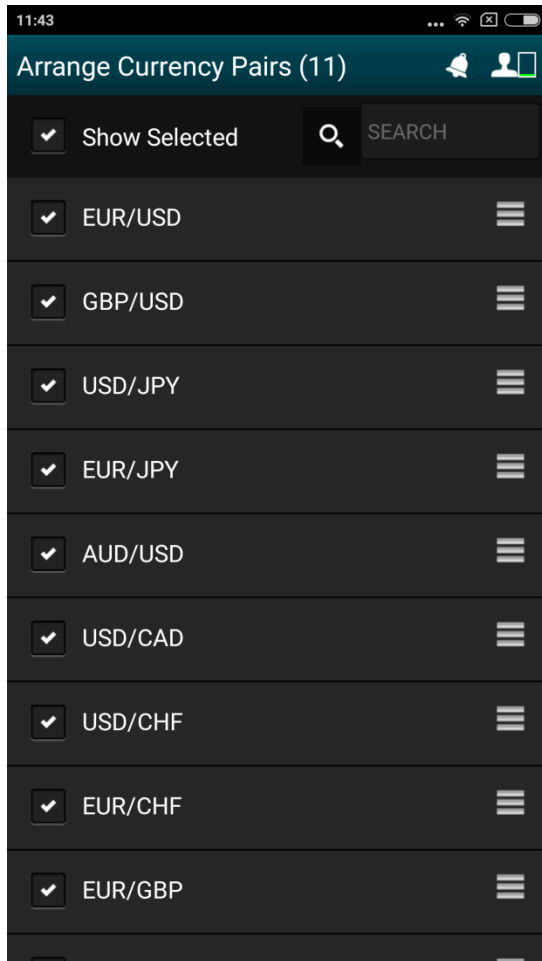 11:43
Arrange Currency Pairs (11)
Show Selected SEARCH
EUR/USD
GBP/USD
USD/JPY
EUR/JPY
AUD/USD
USD/CAD
USD/CHF
EUR/CHF
EUR/GBP